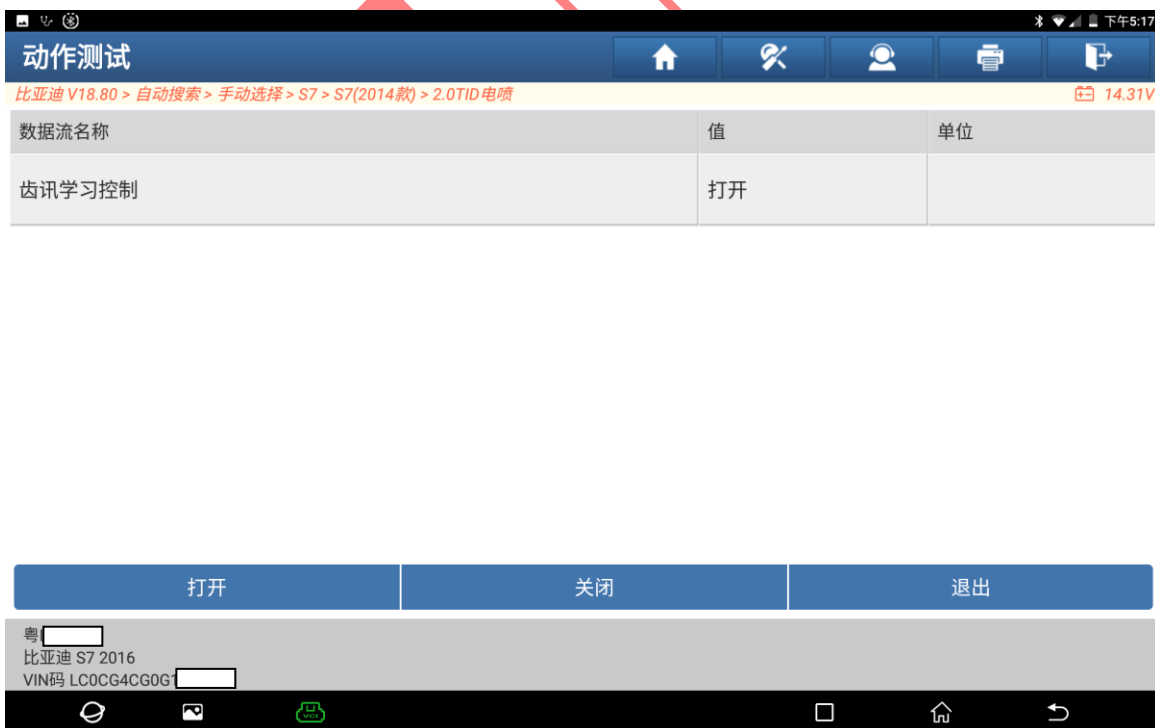 下午5:17
动作测试
比亚迪 V18.80 > 自动搜索 > 手动选择 > S7 > S7(2014款) > 2.0TID电喷 14.31V
数据流名称 值 单位
齿讯学习控制 打开
打开 关闭 退出
粤
比亚迪 S7 2016
VIN码 LC0CG4CG0G1
VCI